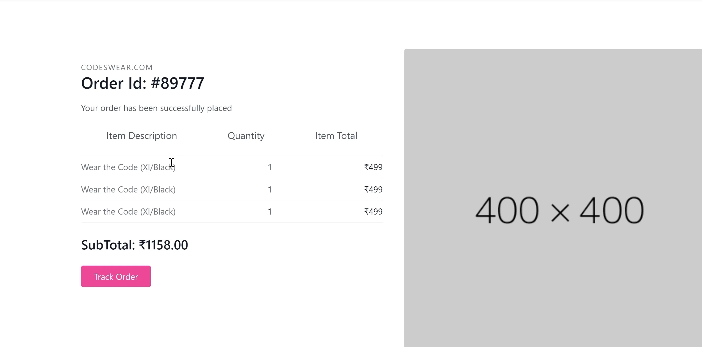 CODESWEAR.COM
Order Id: #89777
Your order has been successfully placed
Item Description Quantity Item Total
Wear the Code (Xl/Black) 1 ₹499
Wear the Code (Xl/Black) 1 ₹499
Wear the Code (Xl/Black) 1 ₹499
SubTotal: ₹1158.00
Track Order
400 × 400